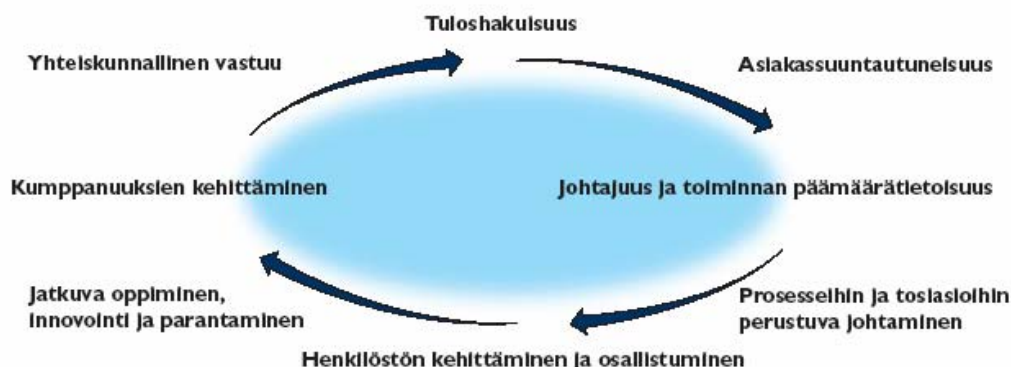 Tuloshakuisuus
Yhteiskunnallinen vastuu
Asiakassuuntautuneisuus
Kumppanuuksien kehittäminen
Johtajuus ja toiminnan päämäärätietoisuus
Jatkuva oppiminen,
innovointi ja parantaminen
Prosesseihin ja tosiasioihin
perustuva johtaminen
Henkilöstön kehittäminen ja osallistuminen